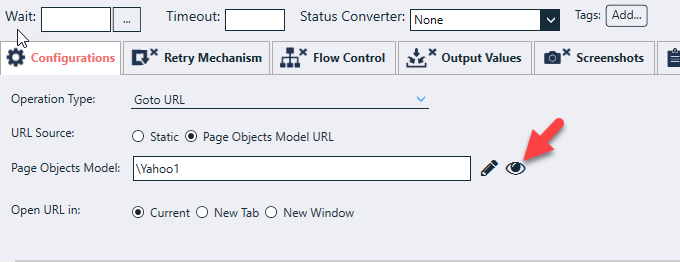 Wait: ... Timeout: Status Converter: None Tags: Add...
Configurations Retry Mechanism Flow Control Output Values Screenshots
Operation Type: Goto URL
URL Source: Static Page Objects Model URL
Page Objects Model: \Yahoo1
Open URL in: Current New Tab New Window